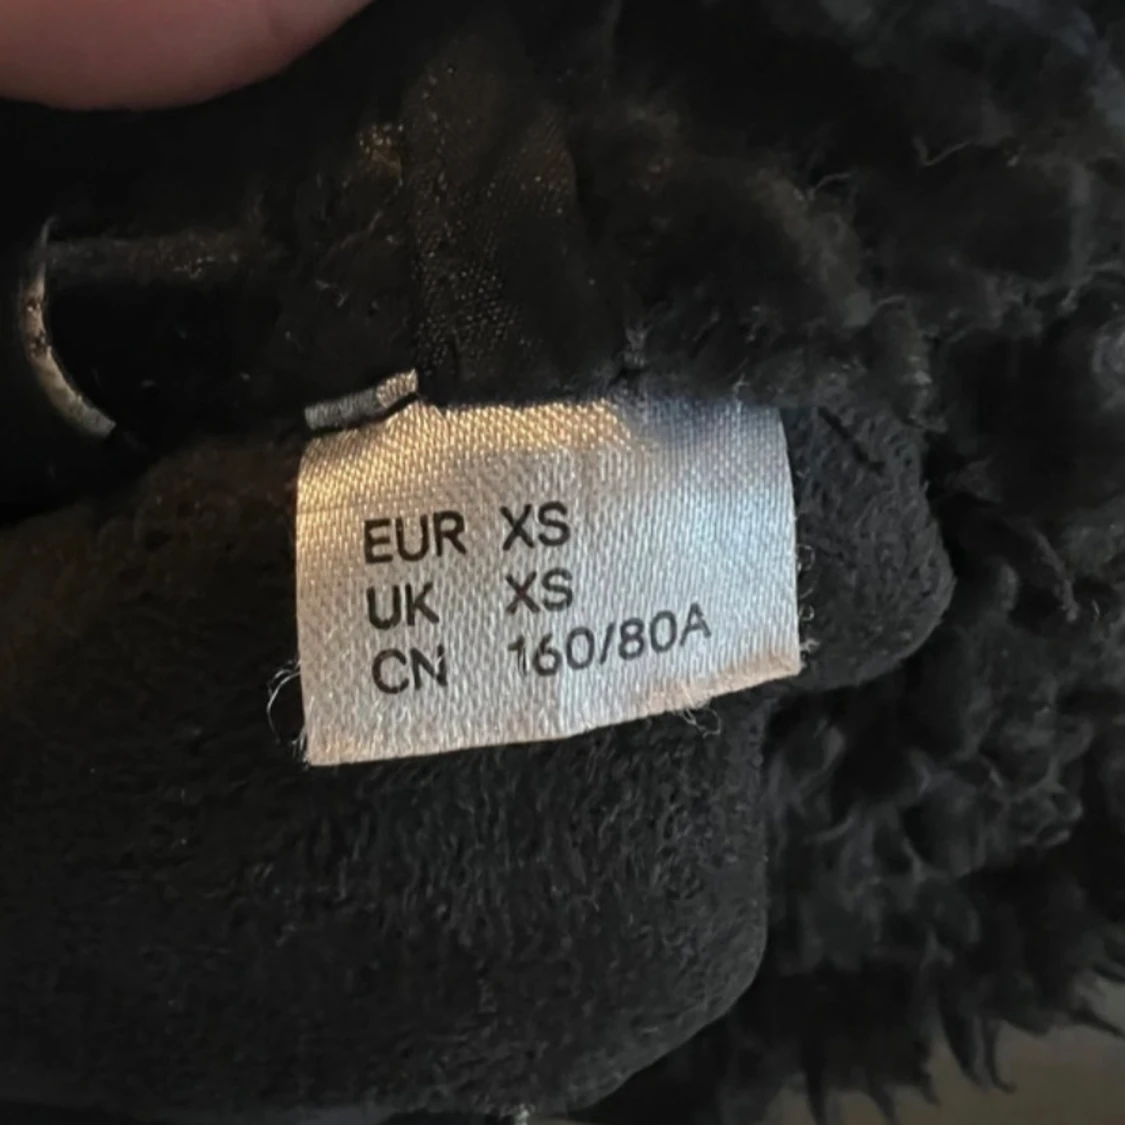 EUR XS
UK XS
CN 160/80A